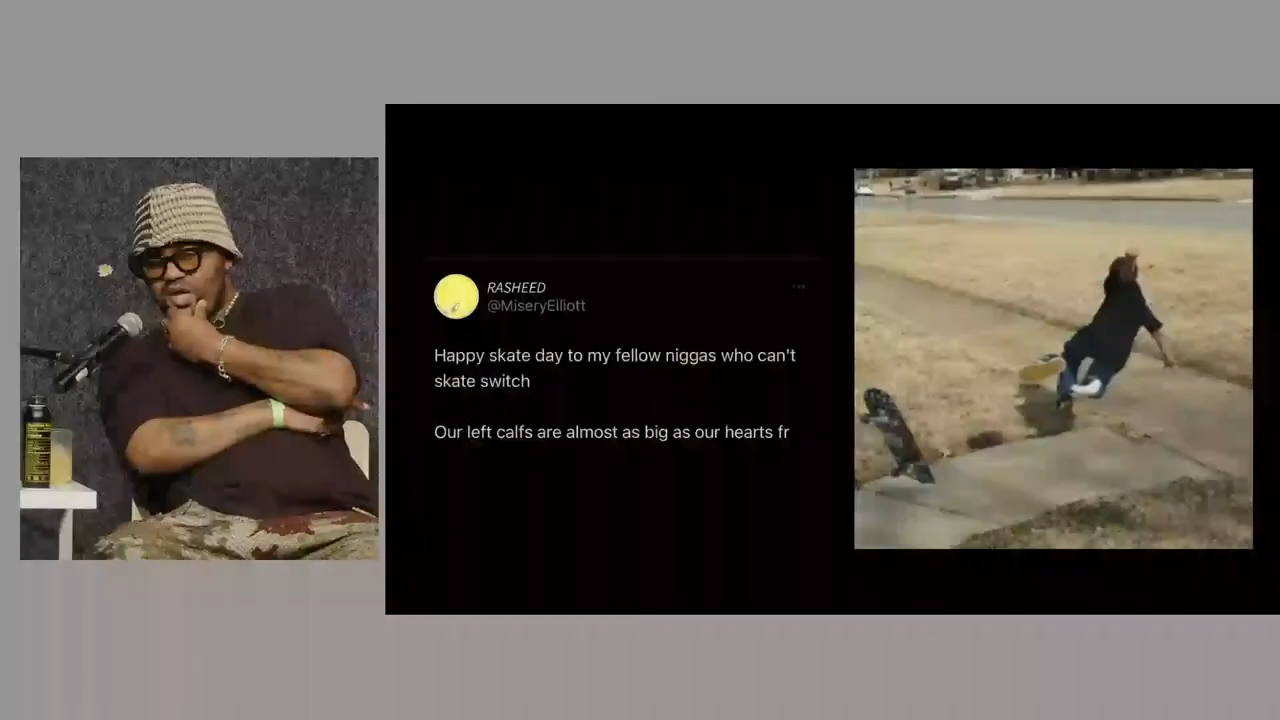 RASHEED
@MiseryElliott
Happy skate day to my fellow niggas who can't
skate switch
Our left calfs are almost as big as our hearts fr